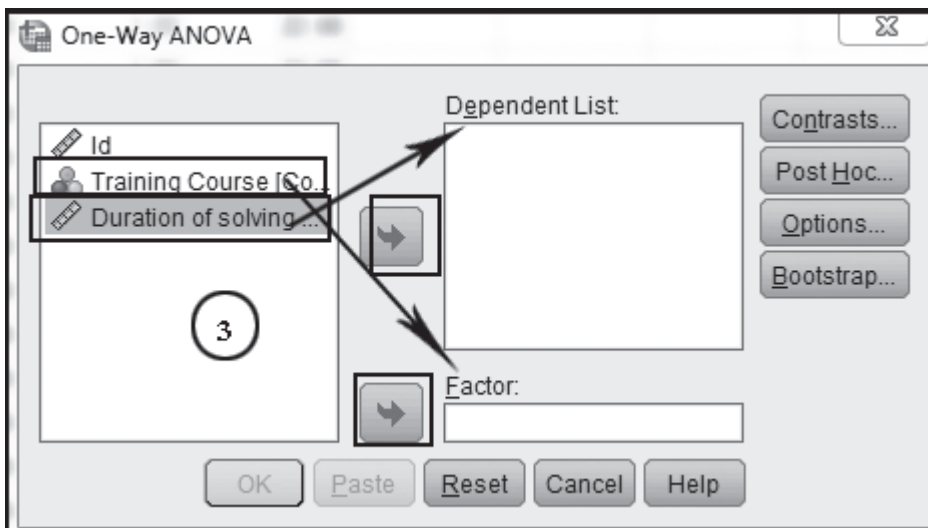 One-Way ANOVA
Id
Training Course [Co...
Duration of solving ...
3
Dependent List:
Factor:
Contrasts...
Post Hoc...
Options...
Bootstrap...
OK
Paste
Reset
Cancel
Help